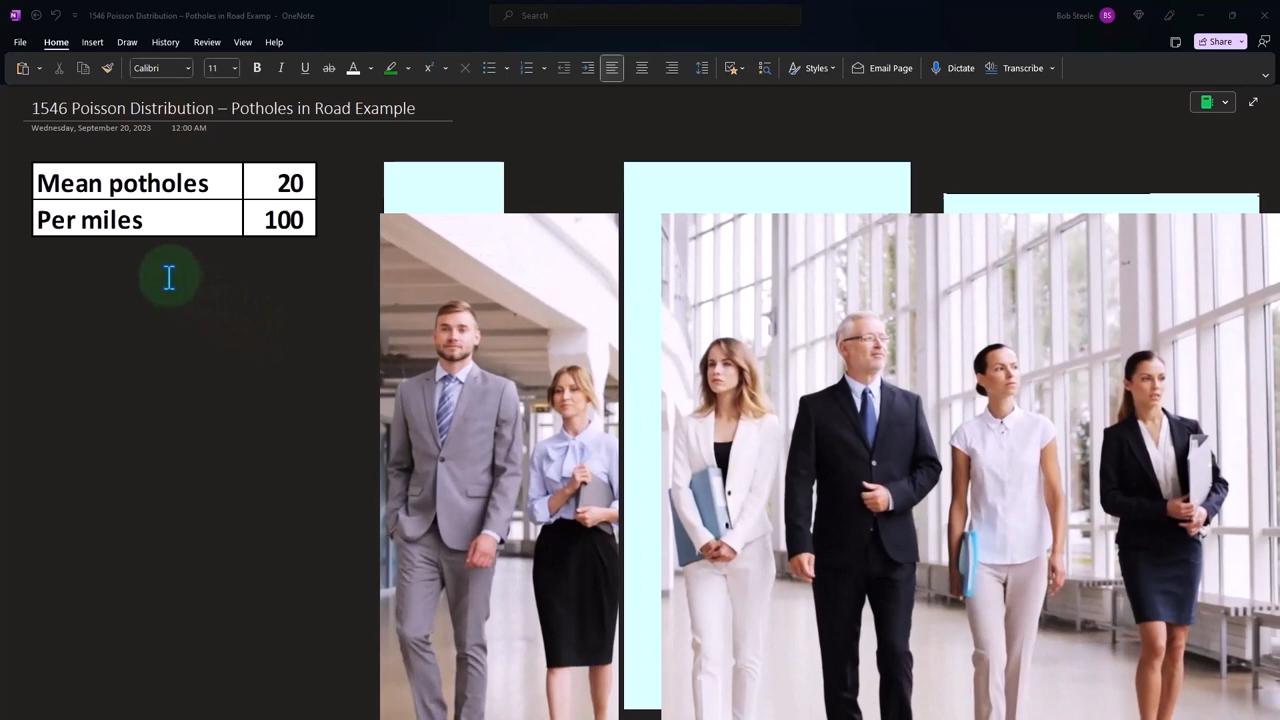 1546 Poisson Distribution – Potholes in Road Examp - OneNote
Search
Bob Steele
BS
File
Home
Insert
Draw
History
Review
View
Help
Share
Calibri
11
B
I
U
ab
A
Styles
Email Page
Dictate
Transcribe
1546 Poisson Distribution – Potholes in Road Example
Wednesday, September 20, 2023 12:00 AM
Mean potholes 20
Per miles 100